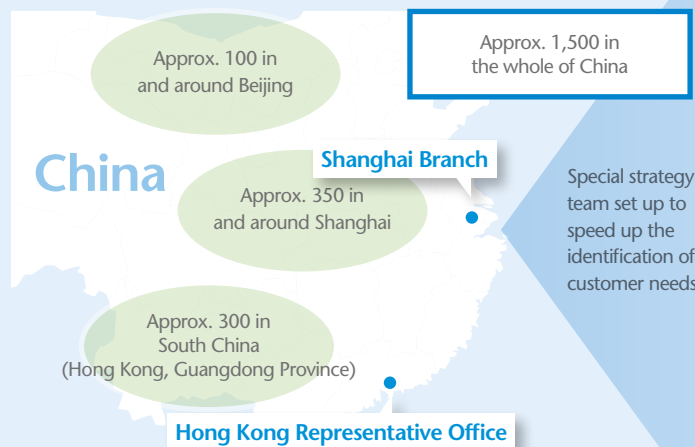 Approx. 100 in
and around Beijing
Approx. 1,500 in
the whole of China
China
Shanghai Branch
Approx. 350 in
and around Shanghai
Special strategy
team set up to
speed up the
identification of
customer needs
Approx. 300 in
South China
(Hong Kong, Guangdong Province)
Hong Kong Representative Office